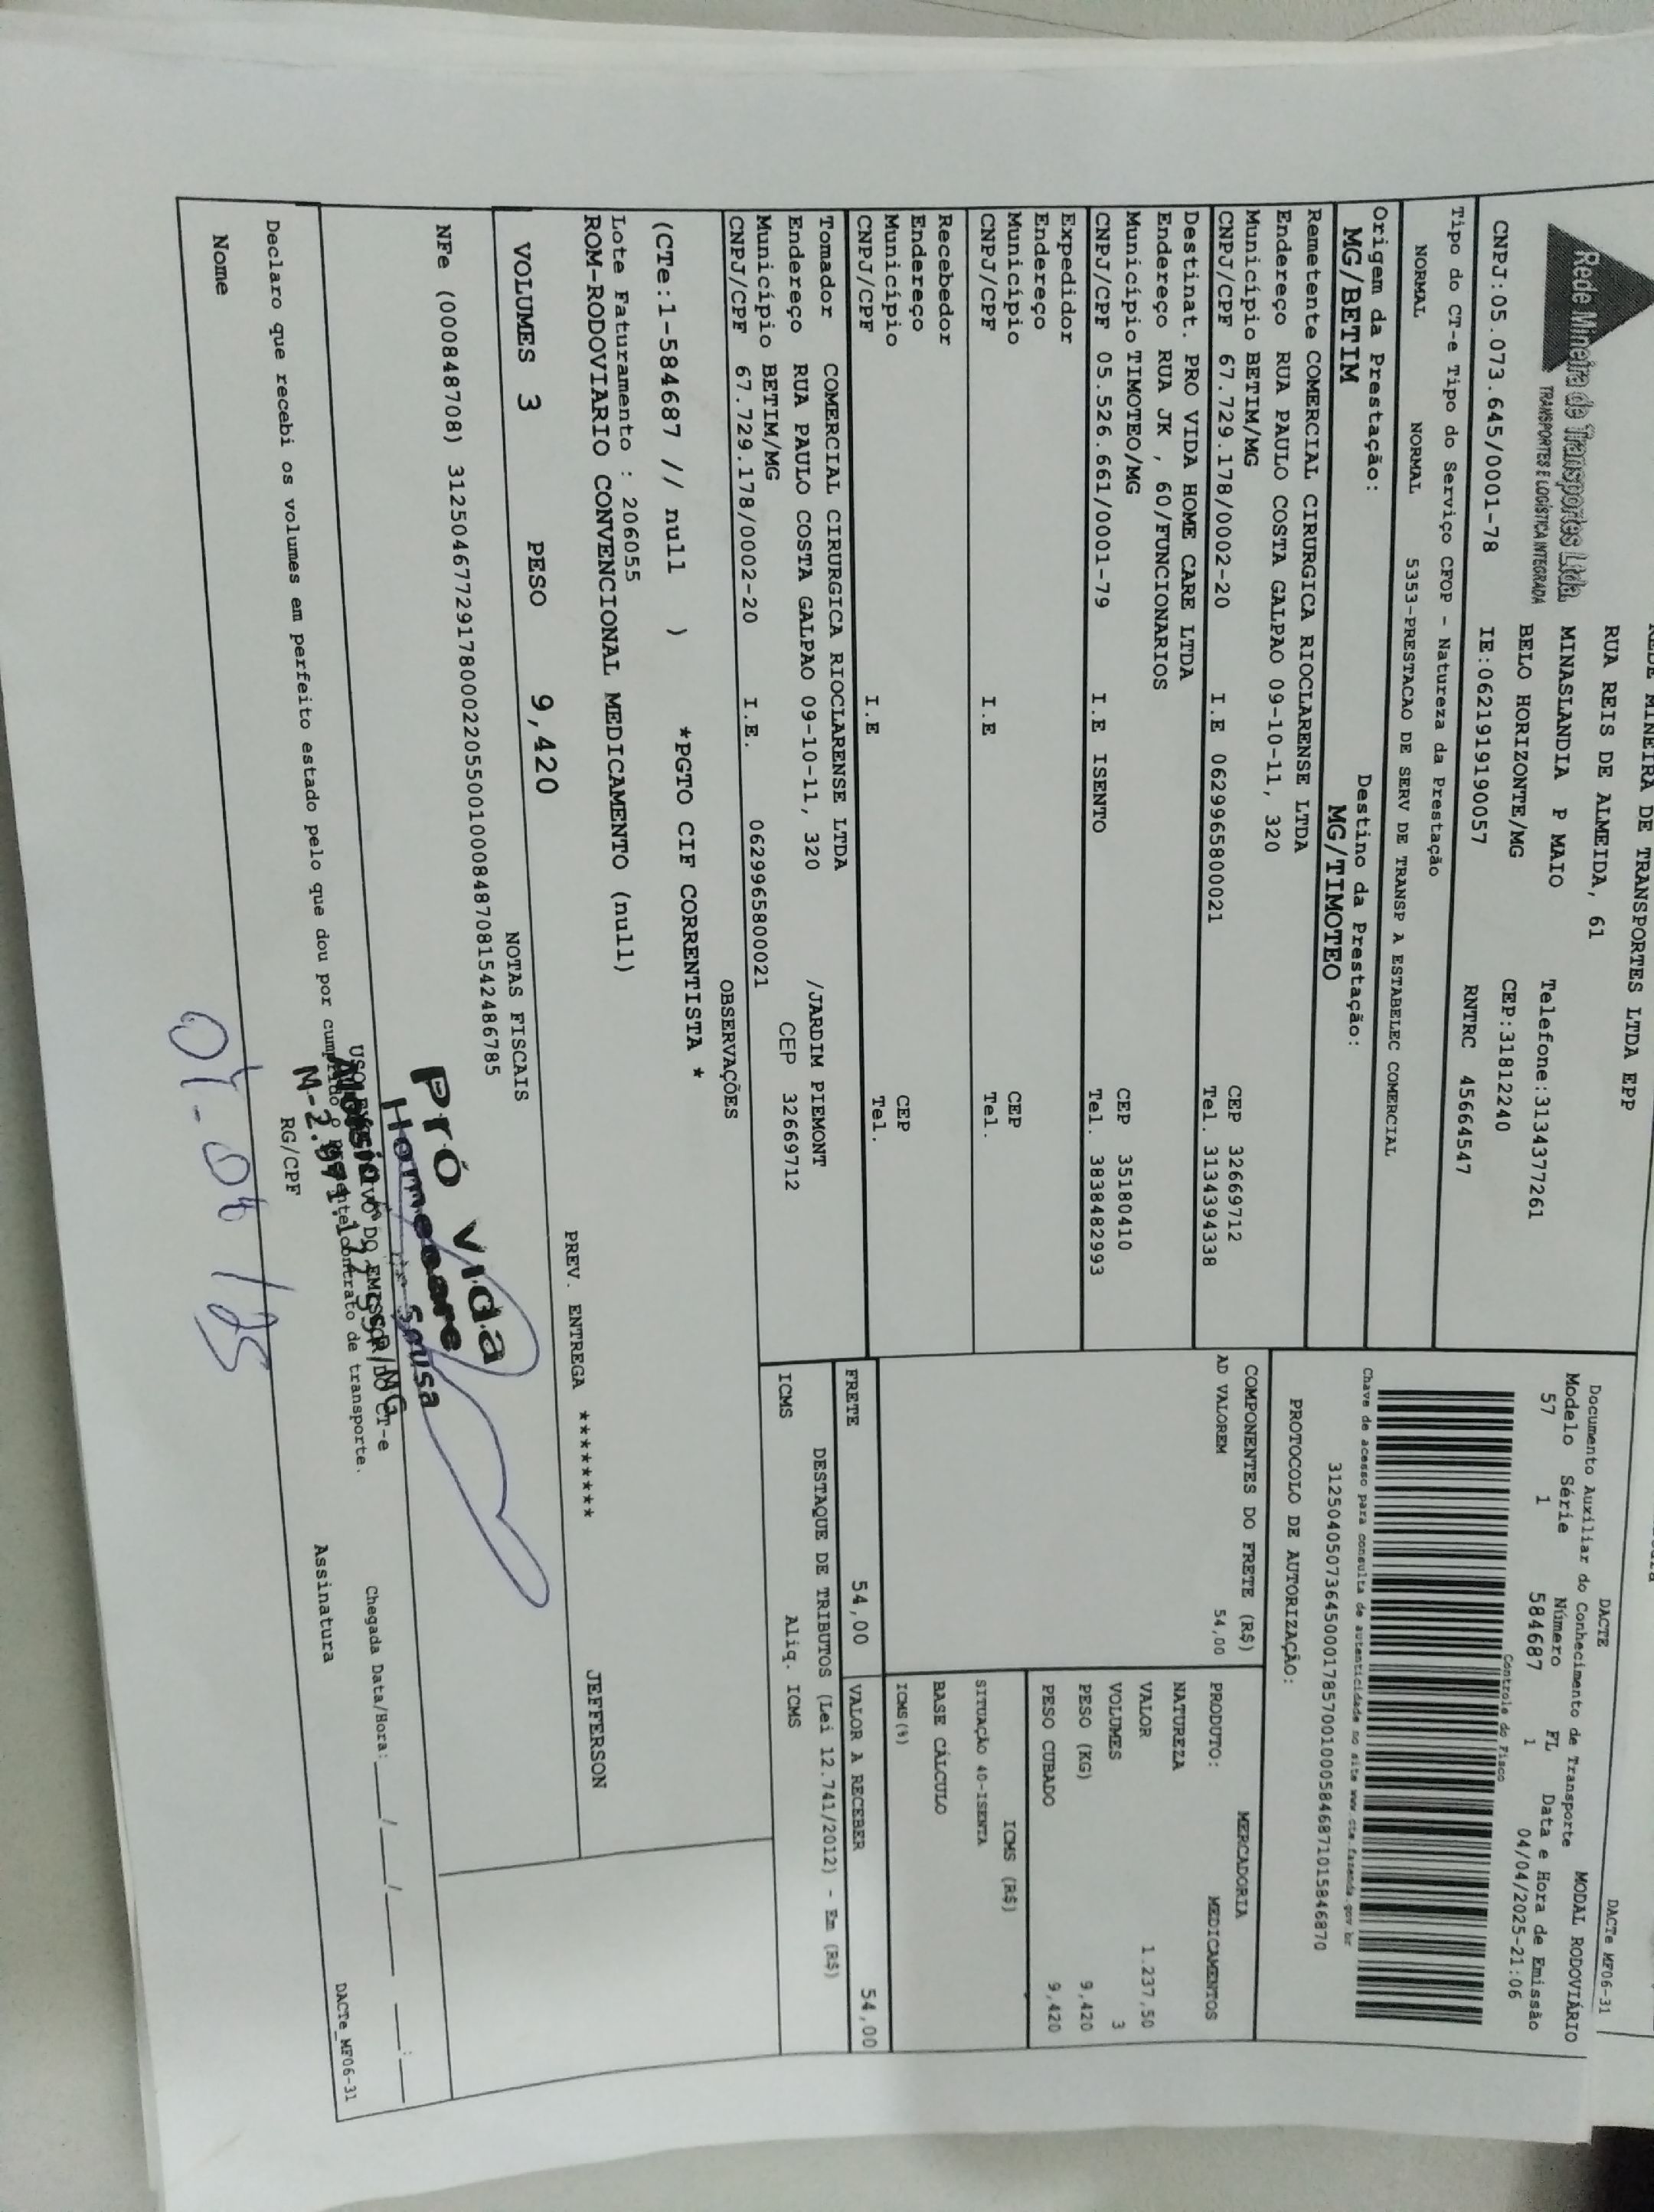 REDE MINEIRA DE TRANSPORTES LTDA EPP
RUA REIS DE ALMEIDA, 61
MINASLANDIA P MAIO Telefone:3134377261
BELO HORIZONTE/MG CEP:31812240
Rede Mineira de Transportes Ltda.
TRANSPORTES E LOGÍSTICA INTEGRADA
CNPJ:05.073.645/0001-78 IE:0621919190057 RNTRC 45664547
DACTe MF06-31
DACTE
Documento Auxiliar do Conhecimento de Transporte MODAL RODOVIÁRIO
Modelo Série Número FL Data e Hora de Emissão
57 1 584687 1 04/04/2025-21:06
Controle do Fisco
Chave de acesso para consulta de autenticidade no site www.cte.fazenda.gov.br
31250405073645000178570010005846871015846870
PROTOCOLO DE AUTORIZAÇÃO:
Tipo do CT-e Tipo do Serviço CFOP - Natureza da Prestação
NORMAL NORMAL 5353-PRESTACAO DE SERV DE TRANSP A ESTABELEC COMERCIAL
Origem da Prestação: Destino da Prestação:
MG/BETIM MG/TIMOTEO
Remetente COMERCIAL CIRURGICA RIOCLARENSE LTDA
Endereço RUA PAULO COSTA GALPAO 09-10-11, 320
Município BETIM/MG CEP 32669712
CNPJ/CPF 67.729.178/0002-20 I.E 0629965800021 Tel. 3134394338
Destinat. PRO VIDA HOME CARE LTDA
Endereço RUA JK , 60/FUNCIONARIOS
Município TIMOTEO/MG CEP 35180410
CNPJ/CPF 05.526.661/0001-79 I.E ISENTO Tel. 3838482993
Expedidor
Endereço
Município CEP
CNPJ/CPF I.E Tel.
Recebedor
Endereço
Município CEP
CNPJ/CPF I.E Tel.
Tomador COMERCIAL CIRURGICA RIOCLARENSE LTDA
Endereço RUA PAULO COSTA GALPAO 09-10-11, 320 /JARDIM PIEMONT
Município BETIM/MG CEP 32669712
CNPJ/CPF 67.729.178/0002-20 I.E. 0629965800021
COMPONENTES DO FRETE (R$)
AD VALOREM 54,00
MERCADORIA
PRODUTO: MEDICAMENTOS
NATUREZA
VALOR 1.237,50
VOLUMES 3
PESO (KG) 9,420
PESO CUBADO 9,420
ICMS (R$)
SITUAÇÃO 40-ISENTA
BASE CÁLCULO
ICMS(%)
FRETE 54,00 VALOR A RECEBER 54,00
DESTAQUE DE TRIBUTOS (Lei 12.741/2012) - Em (R$)
ICMS Aliq. ICMS
OBSERVAÇÕES
(CTe:1-584687 // null ) *PGTO CIF CORRENTISTA *
Lote Faturamento : 206055
ROM-RODOVIARIO CONVENCIONAL MEDICAMENTO (null)
PREV. ENTREGA ******** JEFFERSON
VOLUMES 3 PESO 9,420
NOTAS FISCAIS
NFe (000848708) 31250467729178000220550010008487081542486785
Pró Vida
Homecare
Sousa
USO EXCLUSIVO DO EMISSOR DO CT-e
Chegada Data/Hora: ___/___/____ __:__
Declaro que recebi os volumes em perfeito estado pelo que dou por cumprido o presente contrato de transporte.
Nome RG/CPF Assinatura
07-04/25
DACTe_MF06-31